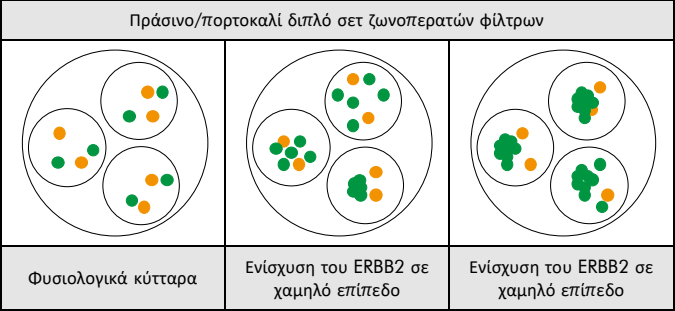 Πράσινο/πορτοκαλί διπλό σετ ζωνοπερατών φίλτρων
Φυσιολογικά κύτταρα
Ενίσχυση του ERBB2 σε
χαμηλό επίπεδο
Ενίσχυση του ERBB2 σε
χαμηλό επίπεδο